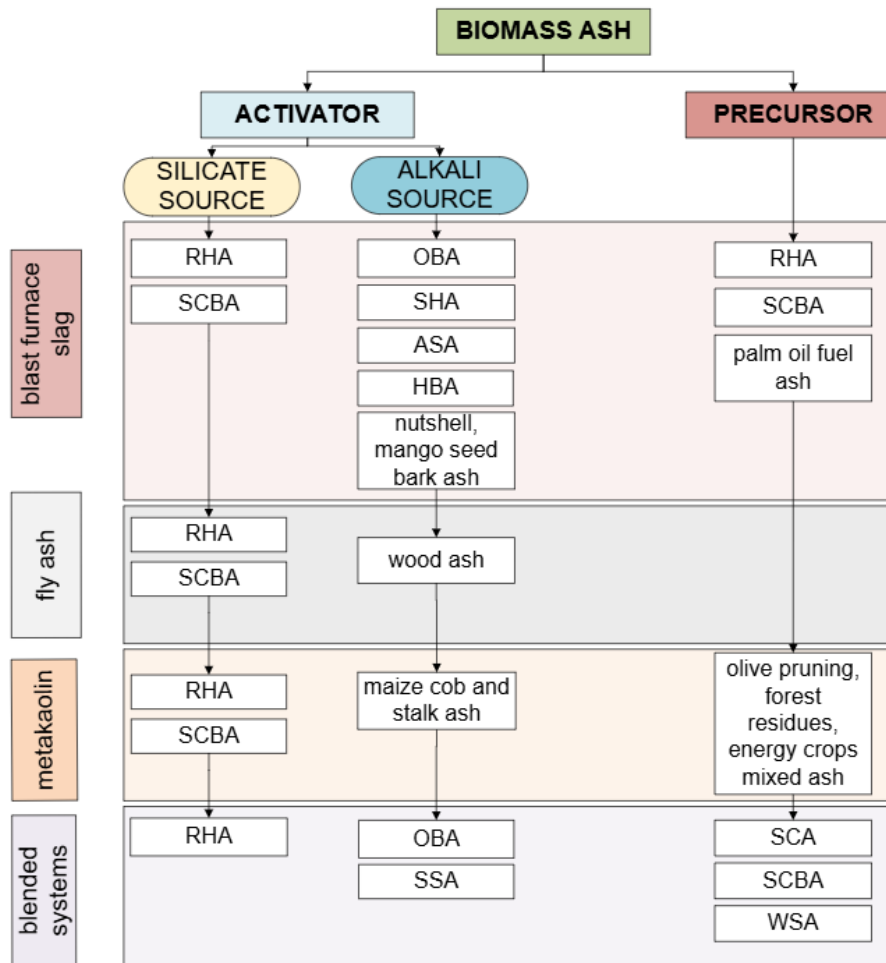 BIOMASS ASH
ACTIVATOR
PRECURSOR
SILICATE
SOURCE
ALKALI
SOURCE
blast furnace
slag
RHA
SCBA
OBA
SHA
ASA
HBA
nutshell,
mango seed
bark ash
RHA
SCBA
palm oil fuel
ash
fly ash
RHA
SCBA
wood ash
metakaolin
RHA
SCBA
maize cob and
stalk ash
olive pruning,
forest
residues,
energy crops
mixed ash
blended
systems
RHA
OBA
SSA
SCA
SCBA
WSA